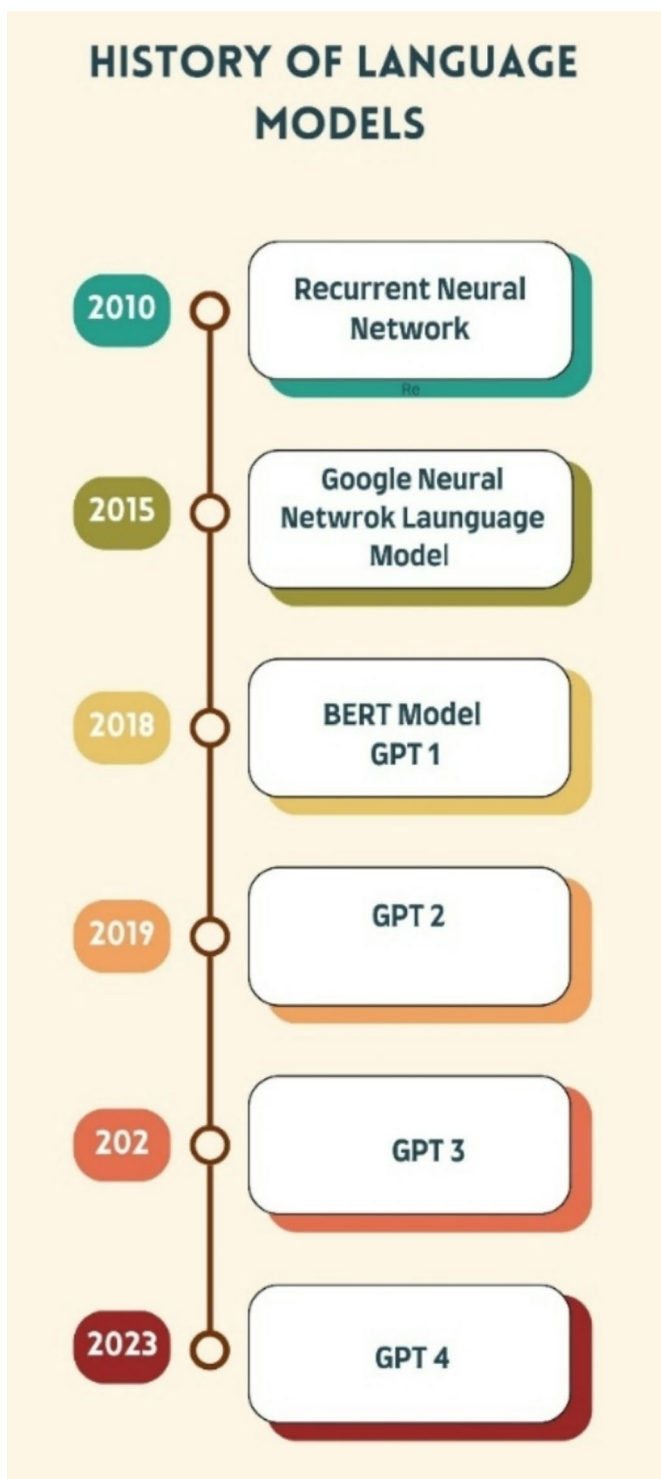 HISTORY OF LANGUAGE
MODELS
2010
Recurrent Neural
Network
Re
2015
Google Neural
Netwrok Launguage
Model
2018
BERT Model
GPT 1
2019
GPT 2
202
GPT 3
2023
GPT 4